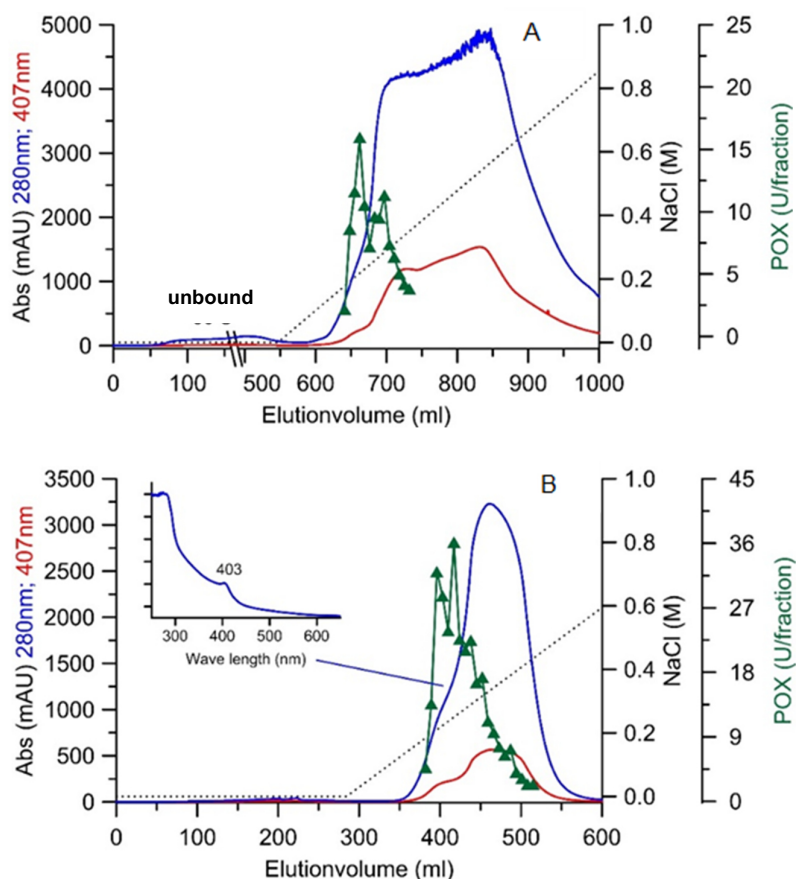 A
5000
4000
3000
2000
1000
0
Abs (mAU) 280nm; 407nm
unbound
0 100 500 600 700 800 900 1000
Elutionvolume (ml)
1.0
0.8
0.6
0.4
0.2
0.0
NaCl (M)
25
20
15
10
5
0
POX (U/fraction)
B
3500
3000
2500
2000
1500
1000
500
0
Abs (mAU) 280nm; 407nm
403
300 400 500 600
Wave length (nm)
0 100 200 300 400 500 600
Elutionvolume (ml)
1.0
0.8
0.6
0.4
0.2
0.0
NaCl (M)
45
36
27
18
9
0
POX (U/fraction)